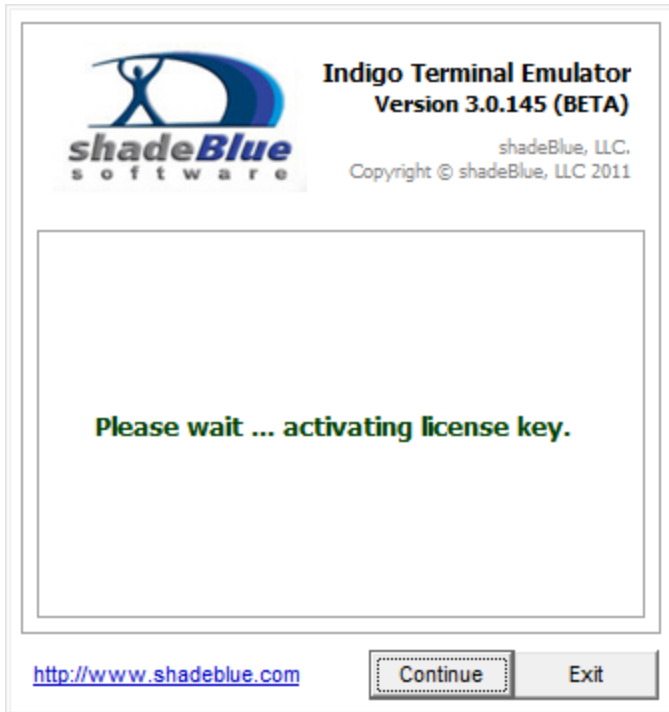 shadeBlue
software
Indigo Terminal Emulator
Version 3.0.145 (BETA)
shadeBlue, LLC.
Copyright © shadeBlue, LLC 2011
Please wait ... activating license key.
http://www.shadeblue.com
Continue
Exit